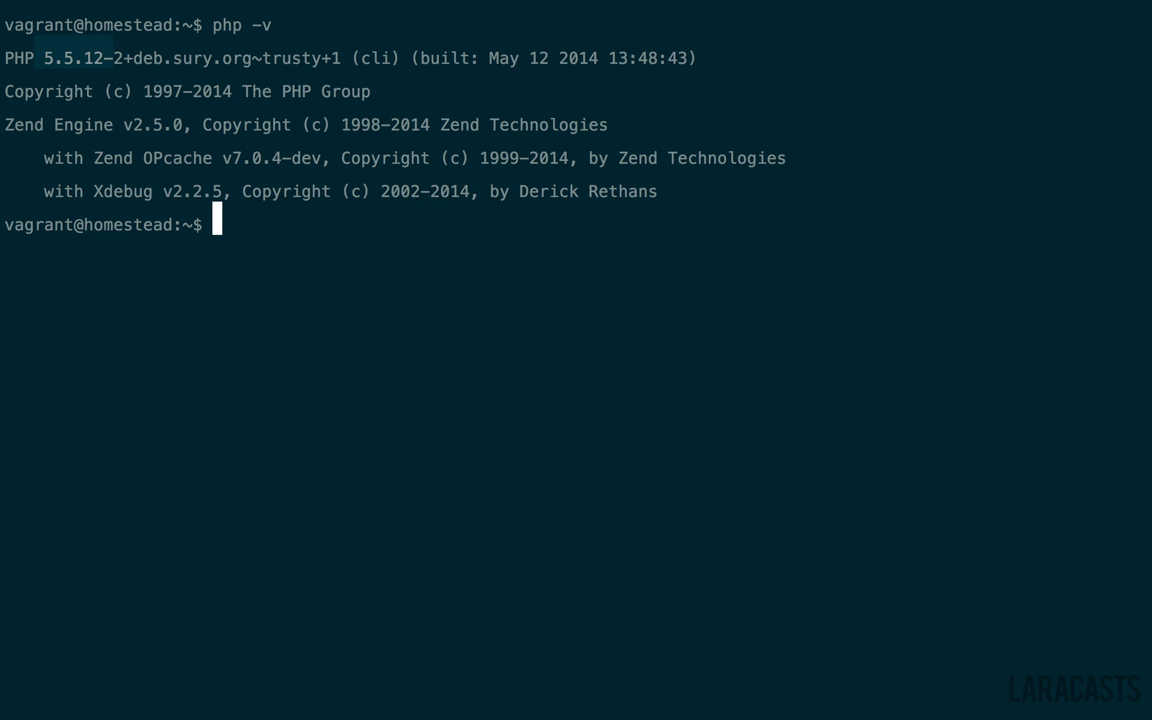 vagrant@homestead:~$ php -v
PHP 5.5.12-2+deb.sury.org~trusty+1 (cli) (built: May 12 2014 13:48:43)
Copyright (c) 1997-2014 The PHP Group
Zend Engine v2.5.0, Copyright (c) 1998-2014 Zend Technologies
    with Zend OPcache v7.0.4-dev, Copyright (c) 1999-2014, by Zend Technologies
    with Xdebug v2.2.5, Copyright (c) 2002-2014, by Derick Rethans
vagrant@homestead:~$
LARACASTS